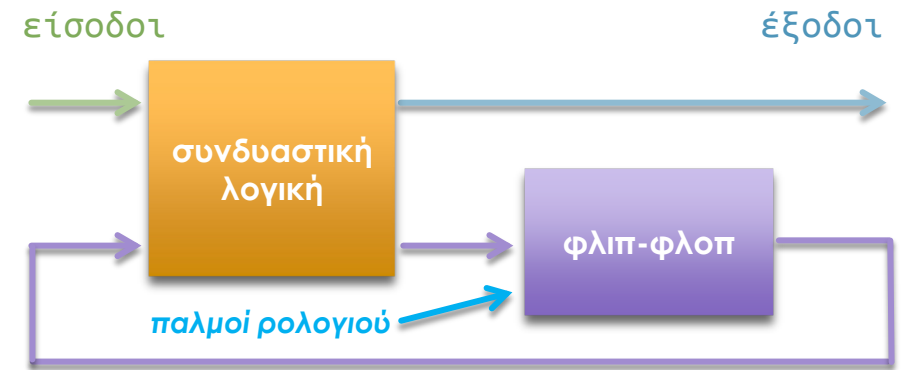 είσοδοι
έξοδοι
συνδυαστική
λογική
φλιπ-φλοπ
παλμοί ρολογιού